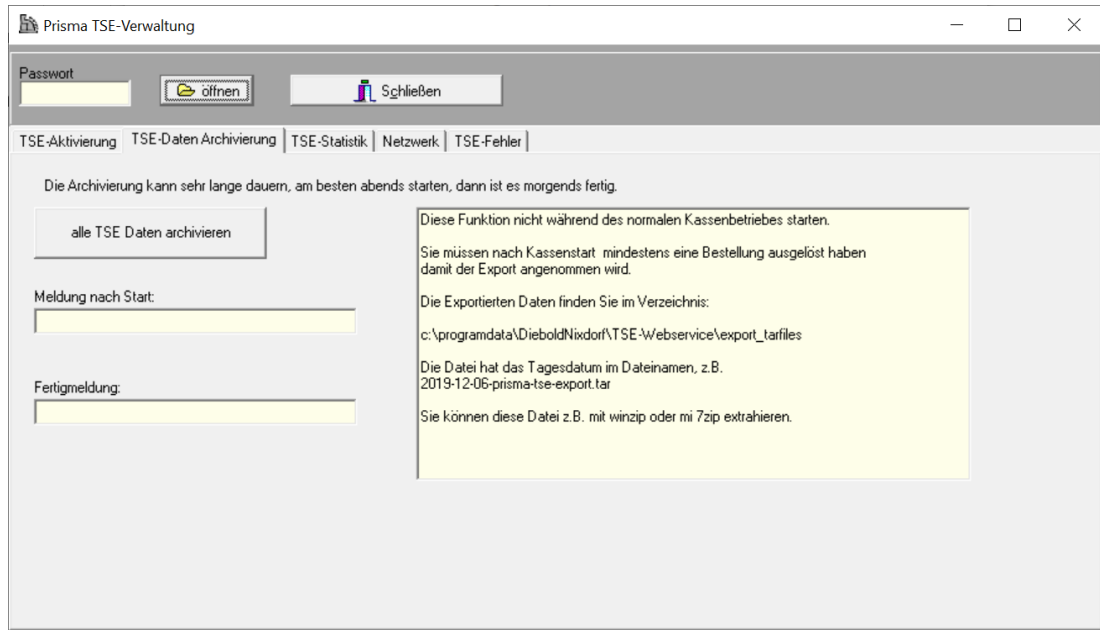 Prisma TSE-Verwaltung
Passwort
öffnen
Schließen
TSE-Aktivierung
TSE-Daten Archivierung
TSE-Statistik
Netzwerk
TSE-Fehler
Die Archivierung kann sehr lange dauern, am besten abends starten, dann ist es morgends fertig.
alle TSE Daten archivieren
Meldung nach Start:
Fertigmeldung:
Diese Funktion nicht während des normalen Kassenbetriebes starten.
Sie müssen nach Kassenstart  mindestens eine Bestellung ausgelöst haben
damit der Export angenommen wird.
Die Exportierten Daten finden Sie im Verzeichnis:
c:\programdata\DieboldNixdorf\TSE-Webservice\export_tarfiles
Die Datei hat das Tagesdatum im Dateinamen, z.B.
2019-12-06-prisma-tse-export.tar
Sie können diese Datei z.B. mit winzip oder mi 7zip extrahieren.